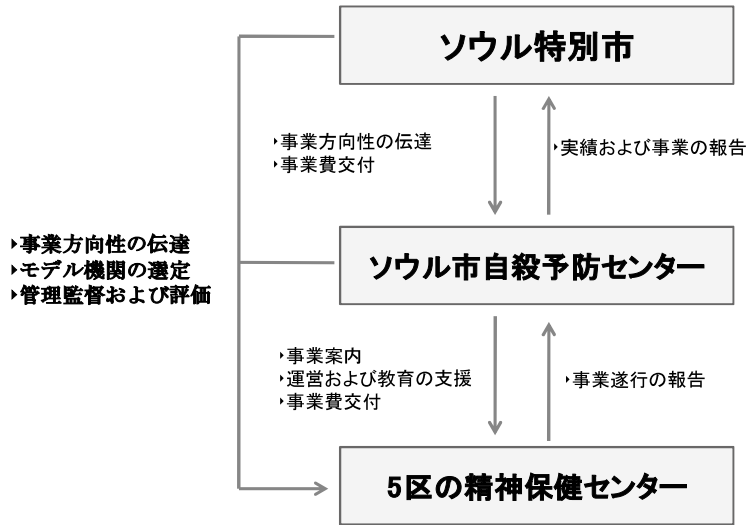 ソウル特別市
‣事業方向性の伝達
‣事業費交付
‣実績および事業の報告
‣事業方向性の伝達
‣モデル機関の選定
‣管理監督および評価
ソウル市自殺予防センター
‣事業案内
‣運営および教育の支援
‣事業費交付
‣事業遂行の報告
5区の精神保健センター